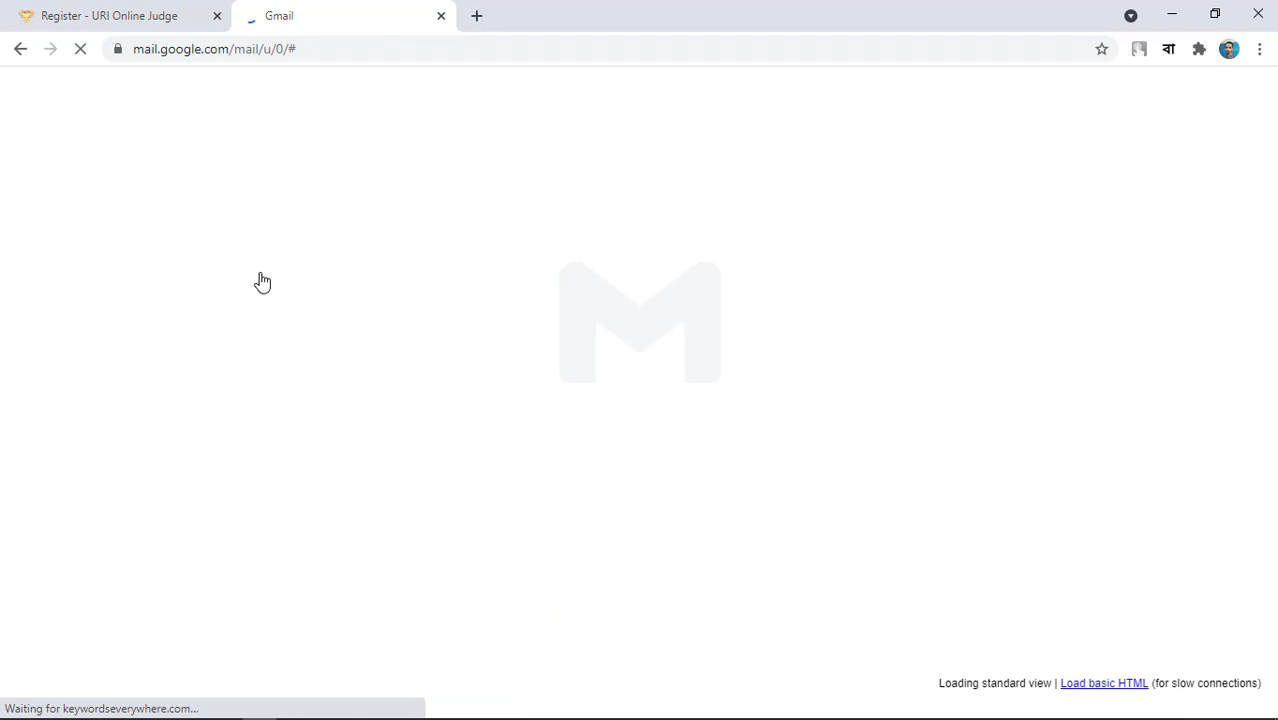 Register - URI Online Judge
Gmail
mail.google.com/mail/u/0/#
বা
Loading standard view | Load basic HTML (for slow connections)
Waiting for keywordseverywhere.com...